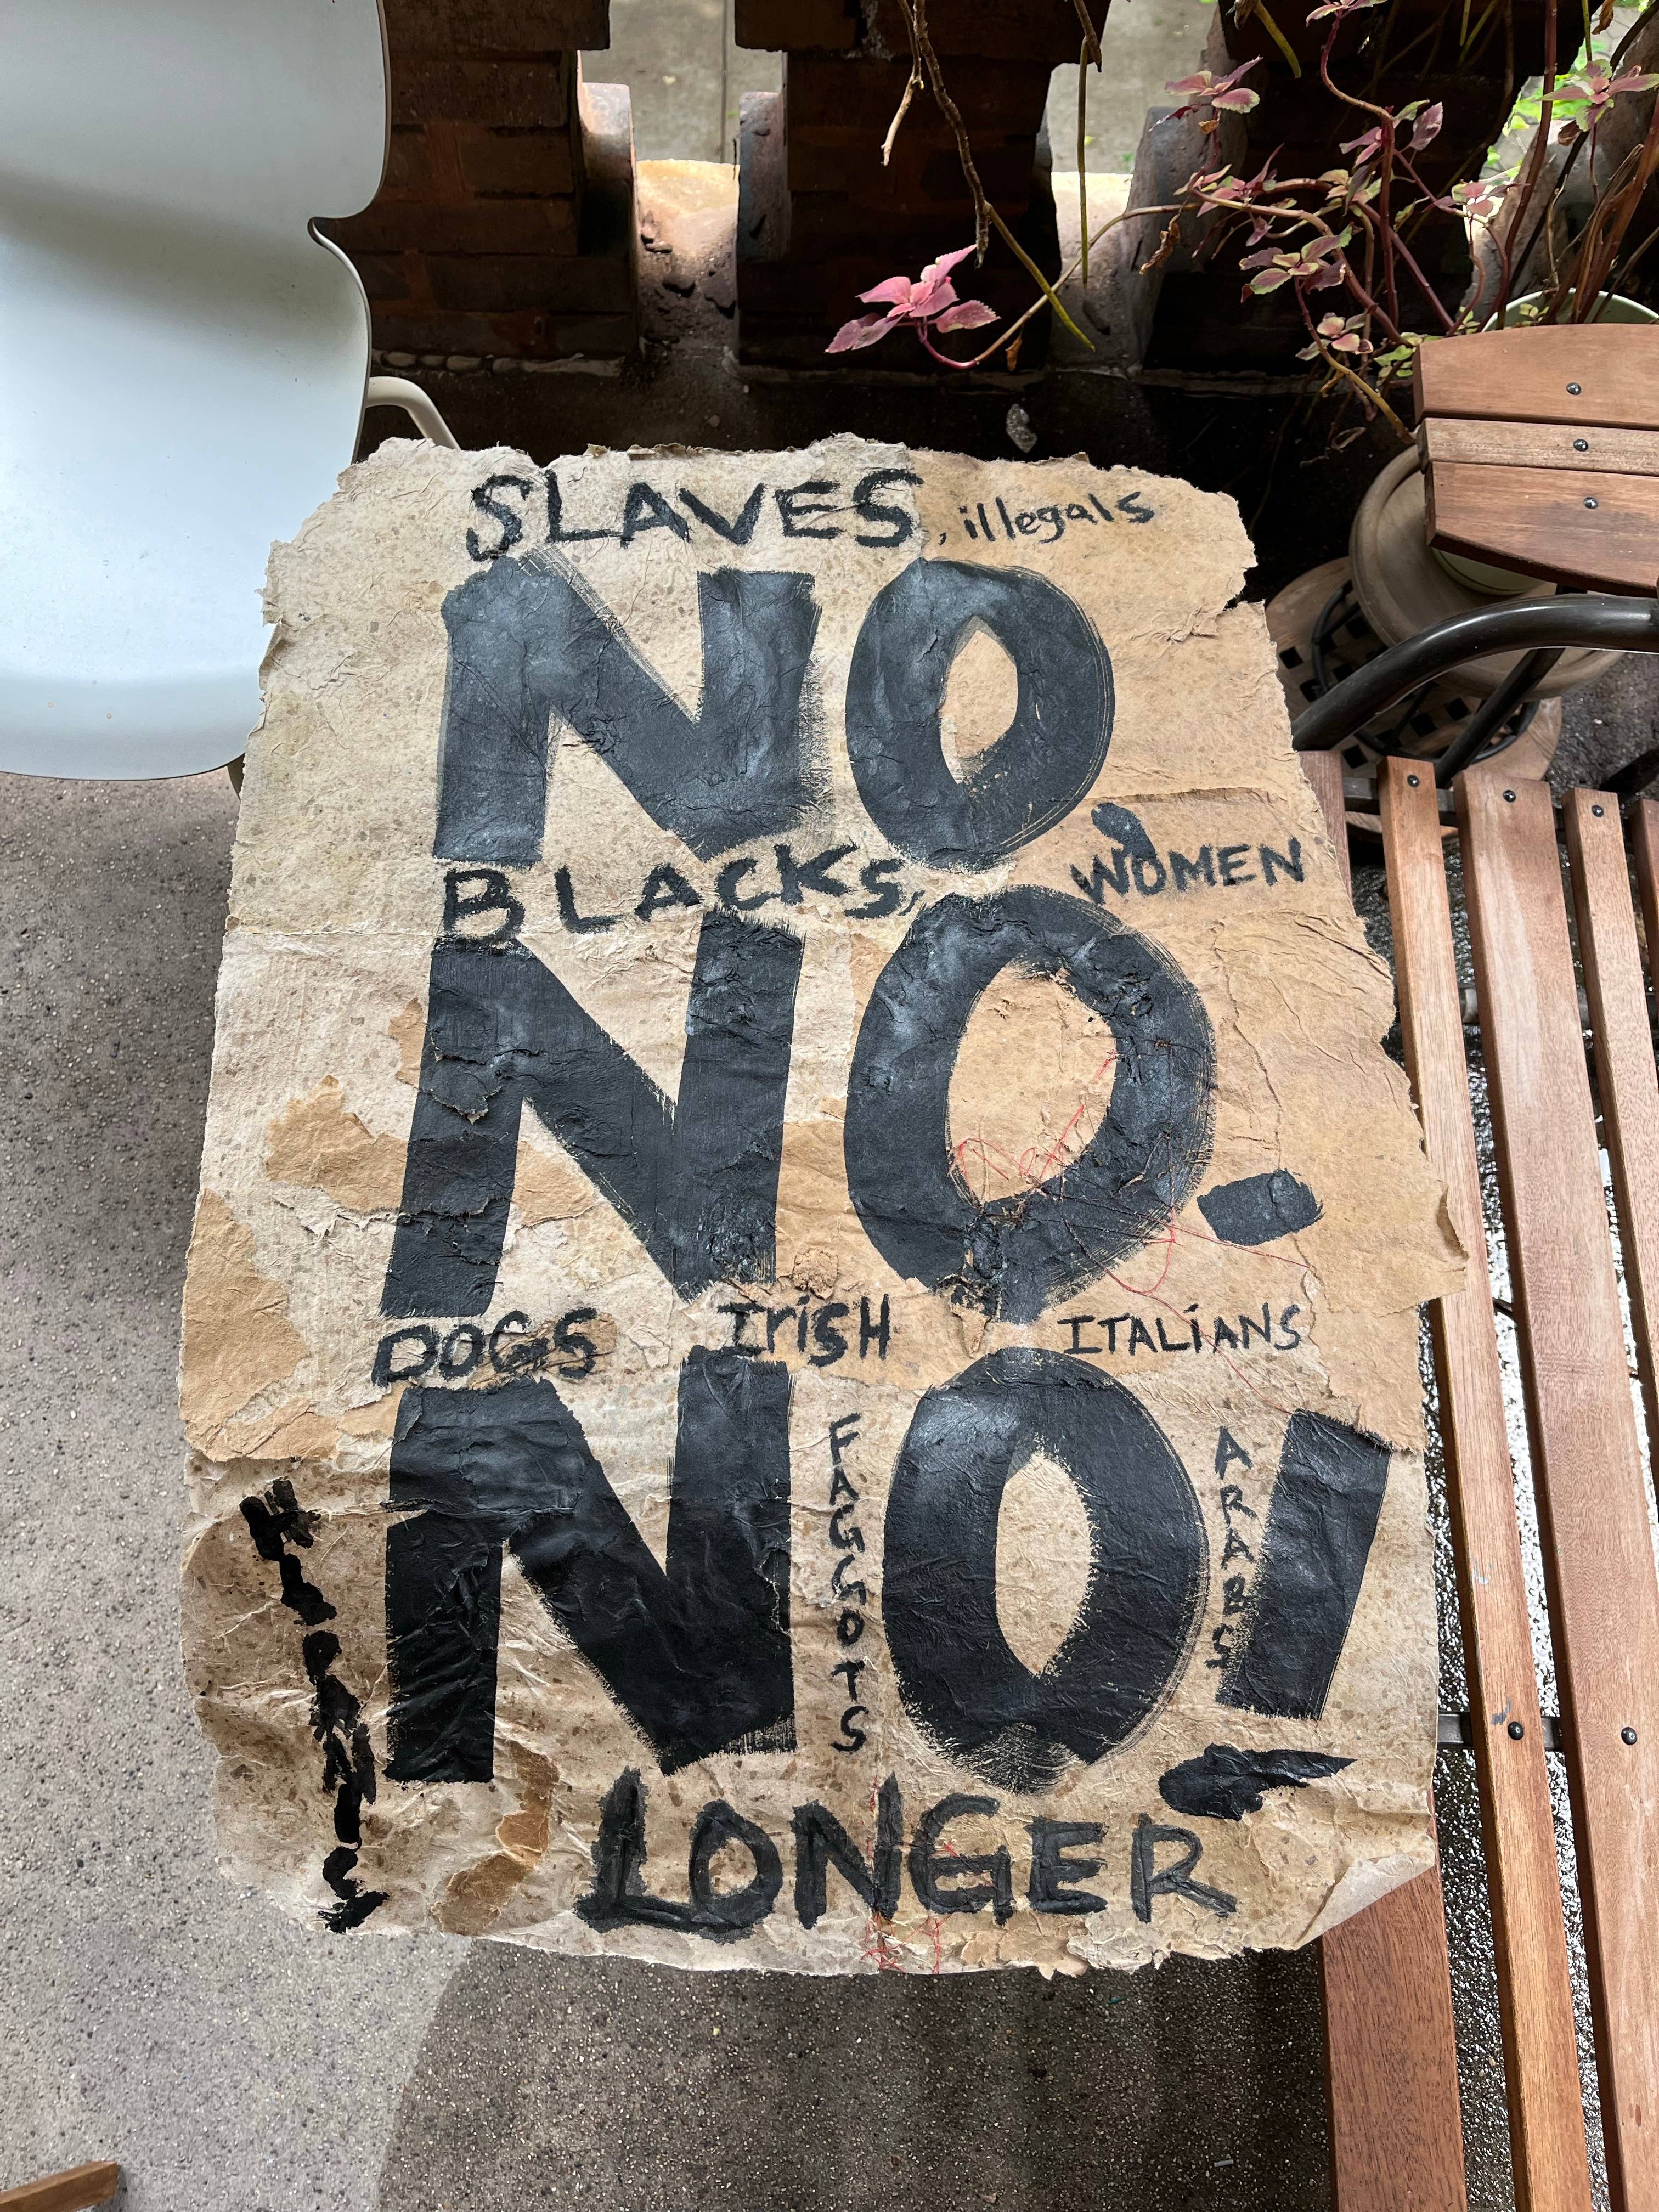 SLAVES, illegals
NO,
BLACKS, WOMEN
NO-
DOGS IRiSH ITALiANS
NO!
FAGGOTS
ARABS
LONGER